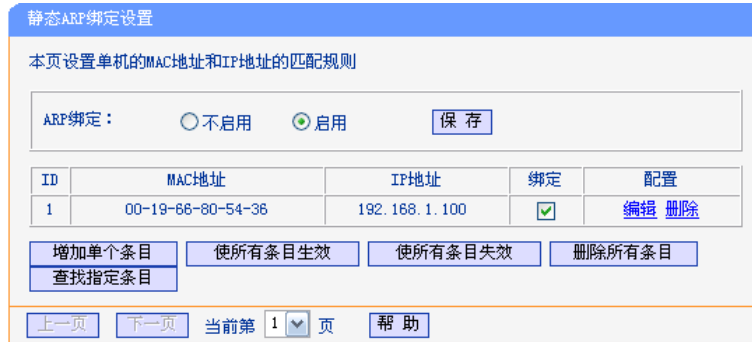 静态ARP绑定设置
本页设置单机的MAC地址和IP地址的匹配规则
ARP绑定： 不启用 启用 保 存
ID MAC地址 IP地址 绑定 配置
1 00-19-66-80-54-36 192.168.1.100 编辑 删除
增加单个条目 使所有条目生效 使所有条目失效 删除所有条目
查找指定条目
上一页 下一页 当前第 1 页 帮 助